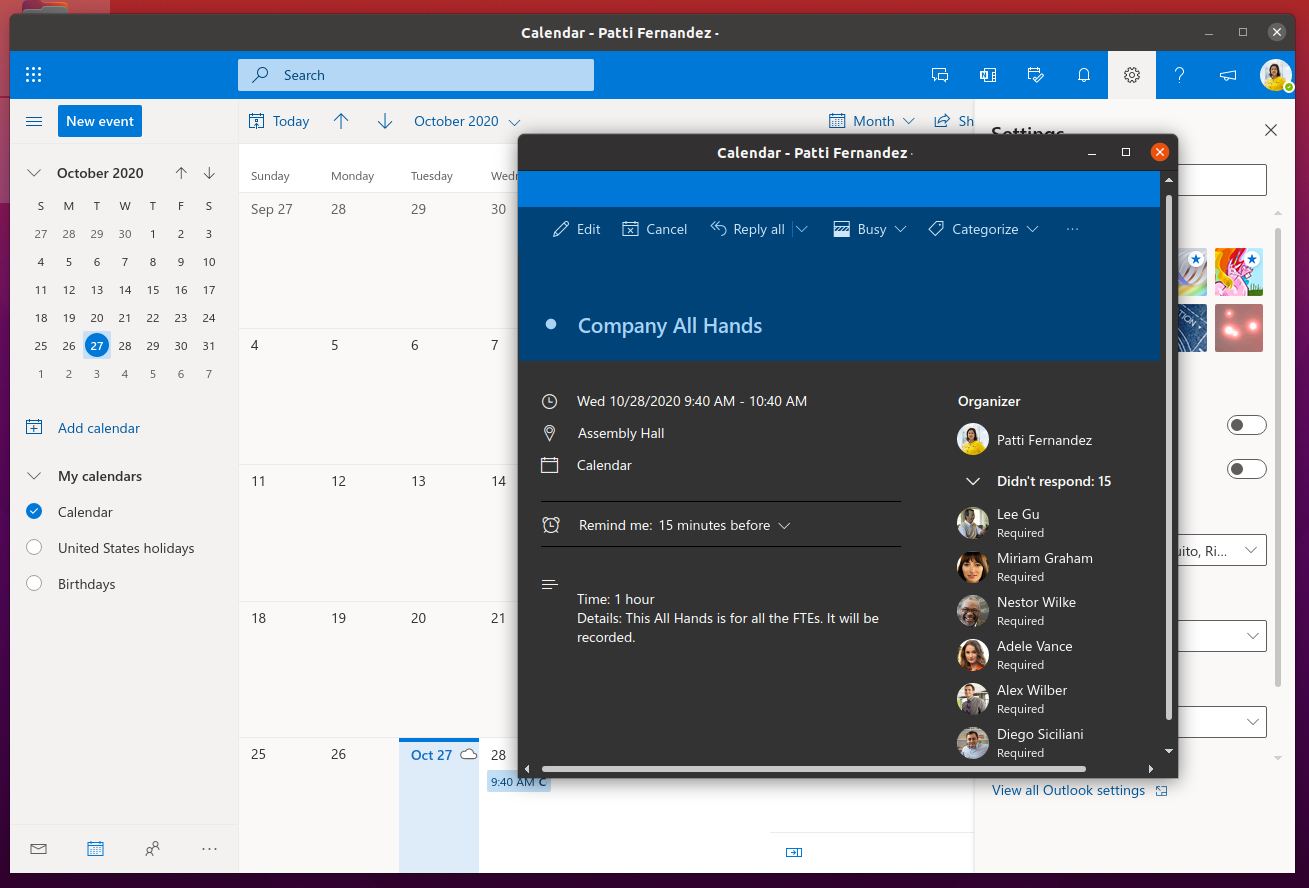 Calendar - Patti Fernandez -
Search
New event
Today
October 2020
Month
Sh
Settings
October 2020
S M T W T F S
27 28 29 30 1 2 3
4 5 6 7 8 9 10
11 12 13 14 15 16 17
18 19 20 21 22 23 24
25 26 27 28 29 30 31
1 2 3 4 5 6 7
Add calendar
My calendars
Calendar
United States holidays
Birthdays
Sunday Monday Tuesday Wedn
Sep 27 28 29 30
4 5 6 7
11 12 13 14
18 19 20 21
25 26 Oct 27 28
9:40 AM C
Calendar - Patti Fernandez -
Edit Cancel Reply all Busy Categorize
Company All Hands
Wed 10/28/2020 9:40 AM - 10:40 AM
Assembly Hall
Calendar
Remind me: 15 minutes before
Time: 1 hour
Details: This All Hands is for all the FTEs. It will be
recorded.
Organizer
Patti Fernandez
Didn't respond: 15
Lee Gu
Required
Miriam Graham
Required
Nestor Wilke
Required
Adele Vance
Required
Alex Wilber
Required
Diego Siciliani
Required
uito, Ri...
View all Outlook settings